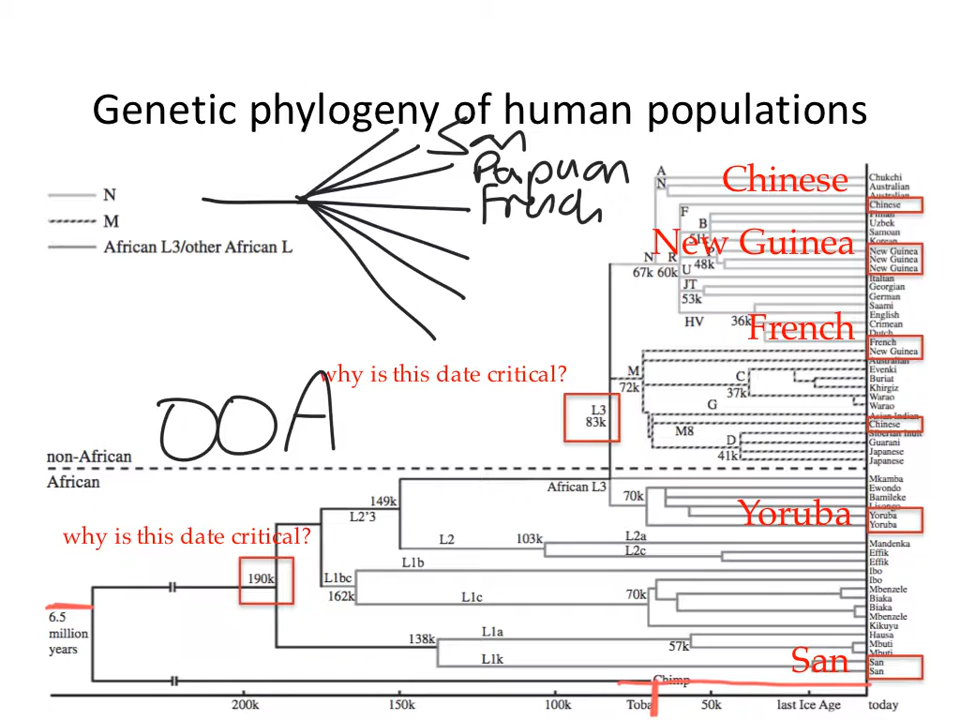 Genetic phylogeny of human populations
San
Papuan
French
N
M
African L3/other African L
Chinese
New Guinea
French
why is this date critical?
OOA
non-African
African
why is this date critical?
Yoruba
San
A
N
F
B
N R
67k 60k
U
48k
JT
53k
HV
36k
M
72k
C
37k
G
M8
D
41k
L3
83k
African L3
70k
149k
L2'3
L2
103k
L2a
L2c
L1b
190k
L1bc
162k
L1c
70k
138k
L1a
57k
L1k
6.5
million
years
Chimp
Chukchi
Australian
Australian
Chinese
Piman
Uzbek
Samoan
Korean
New Guinea
New Guinea
New Guinea
Italian
Georgian
German
Saami
English
Crimean
Dutch
French
New Guinea
Australian
Evenki
Buriat
Khirgiz
Warao
Warao
Asian Indian
Chinese
Guarani
Japanese
Japanese
Mkamba
Ewondo
Bamileke
Lisongo
Yoruba
Yoruba
Mandenka
Effik
Effik
Ibo
Ibo
Mbenzele
Biaka
Biaka
Mbenzele
Kikuyu
Hausa
Mbuti
Mbuti
San
San
200k 150k 100k Toba 50k last Ice Age today